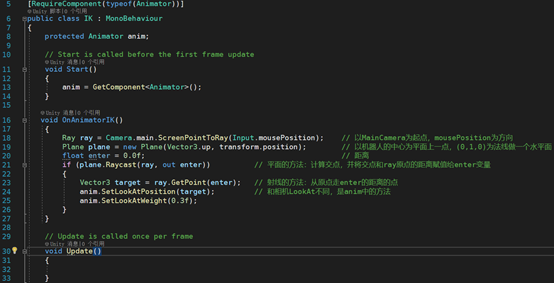 5 [RequireComponent(typeof(Animator))]
Unity 脚本|0 个引用
6 public class IK : MonoBehaviour
7 {
8 protected Animator anim;
9
10 // Start is called before the first frame update
Unity 消息|0 个引用
11 void Start()
12 {
13 anim = GetComponent<Animator>();
14 }
15
Unity 消息|0 个引用
16 void OnAnimatorIK()
17 {
18 Ray ray = Camera.main.ScreenPointToRay(Input.mousePosition); // 以MainCamera为起点，mousePosition为方向
19 Plane plane = new Plane(Vector3.up, transform.position); // 以机器人的中心为平面上一点，(0,1,0)为法线做一个水平面
20 float enter = 0.0f; // 距离
21 if (plane.Raycast(ray, out enter)) // 平面的方法：计算交点，并将交点和ray原点的距离赋值给enter变量
22 {
23 Vector3 target = ray.GetPoint(enter); // 射线的方法：从原点走enter的距离的点
24 anim.SetLookAtPosition(target); // 和相机LookAt不同，是anim中的方法
25 anim.SetLookAtWeight(0.3f);
26 }
27 }
28
29 // Update is called once per frame
Unity 消息|0 个引用
30 void Update()
31 {
32
33 }